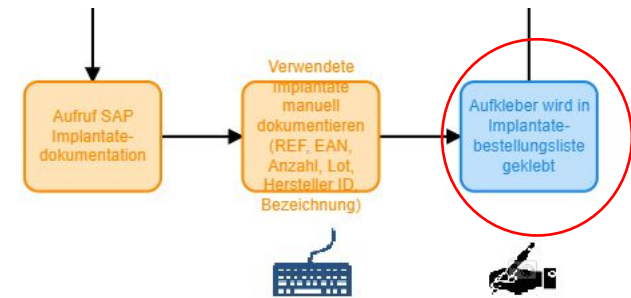 Aufruf SAP
Implantate-
dokumentation
Verwendete
Implantate
manuell
dokumentieren
(REF, EAN,
Anzahl, Lot,
Hersteller ID,
Bezeichnung)
Aufkleber wird in
Implantate-
bestellungsliste
geklebt